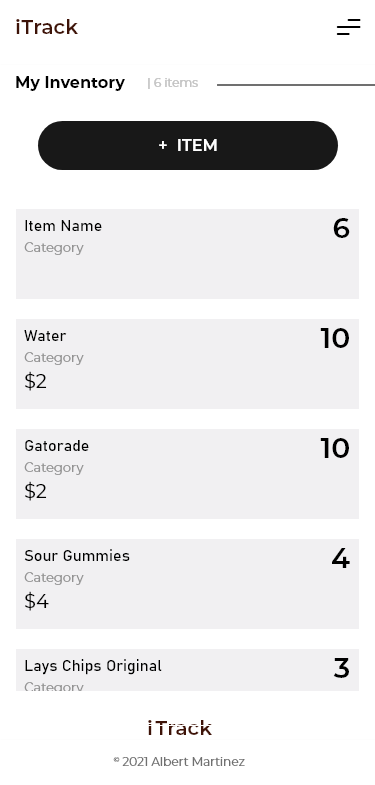 iTrack
My Inventory | 6 items
+ ITEM
Item Name 6
Category
Water 10
Category
$2
Gatorade 10
Category
$2
Sour Gummies 4
Category
$4
Lays Chips Original 3
Category
iTrack
© 2021 Albert Martinez